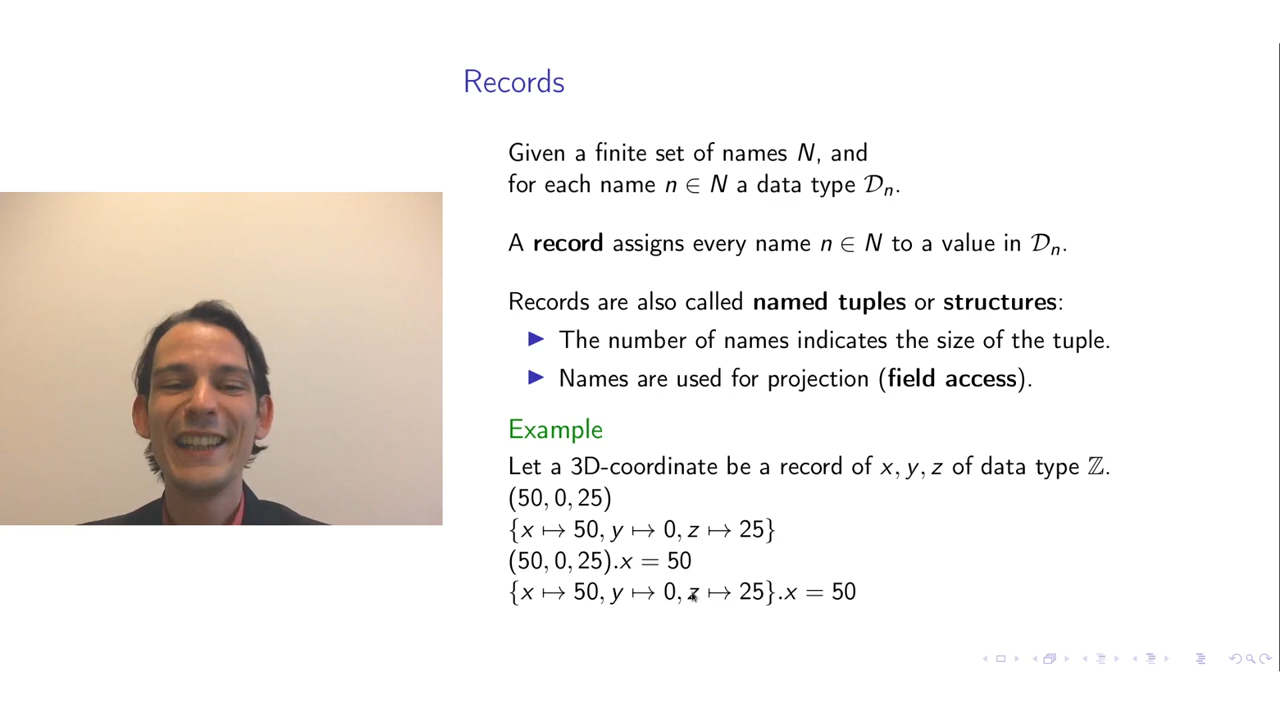 Records
Given a finite set of names N, and
for each name n ∈ N a data type 𝒟ₙ.
A record assigns every name n ∈ N to a value in 𝒟ₙ.
Records are also called named tuples or structures:
▶ The number of names indicates the size of the tuple.
▶ Names are used for projection (field access).
Example
Let a 3D-coordinate be a record of x, y, z of data type ℤ.
(50, 0, 25)
{x ↦ 50, y ↦ 0, z ↦ 25}
(50, 0, 25).x = 50
{x ↦ 50, y ↦ 0, z ↦ 25}.x = 50